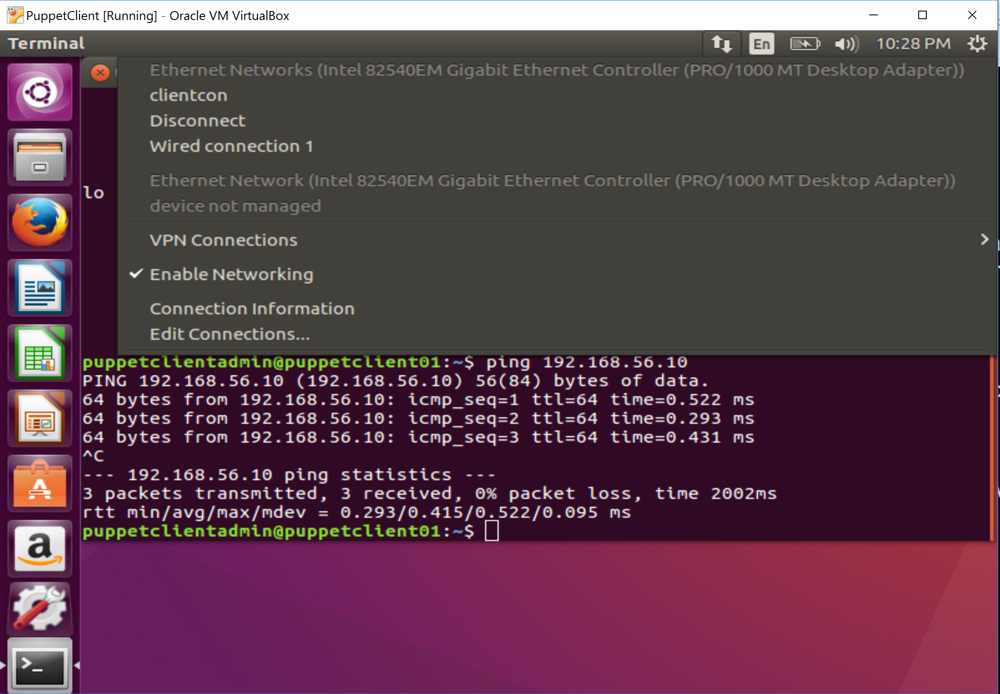 PuppetClient [Running] - Oracle VM VirtualBox
Terminal
En
10:28 PM
Ethernet Networks (Intel 82540EM Gigabit Ethernet Controller (PRO/1000 MT Desktop Adapter))
clientcon
Disconnect
Wired connection 1
Ethernet Network (Intel 82540EM Gigabit Ethernet Controller (PRO/1000 MT Desktop Adapter))
lo
device not managed
VPN Connections
Enable Networking
Connection Information
Edit Connections...
puppetclientadmin@puppetclient01:~$ ping 192.168.56.10
PING 192.168.56.10 (192.168.56.10) 56(84) bytes of data.
64 bytes from 192.168.56.10: icmp_seq=1 ttl=64 time=0.522 ms
64 bytes from 192.168.56.10: icmp_seq=2 ttl=64 time=0.293 ms
64 bytes from 192.168.56.10: icmp_seq=3 ttl=64 time=0.431 ms
^C
--- 192.168.56.10 ping statistics ---
3 packets transmitted, 3 received, 0% packet loss, time 2002ms
rtt min/avg/max/mdev = 0.293/0.415/0.522/0.095 ms
puppetclientadmin@puppetclient01:~$